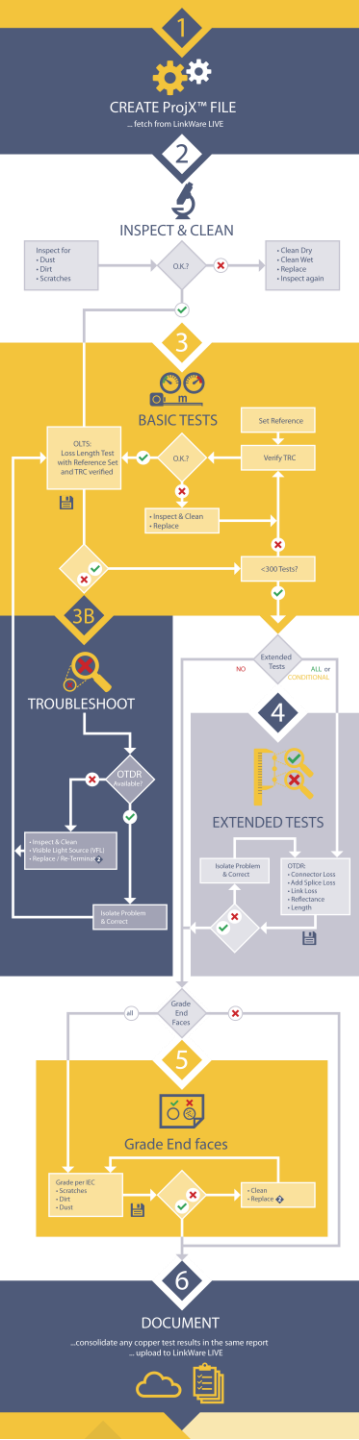 1
CREATE ProjX™ FILE
... fetch from LinkWare LIVE
2
INSPECT & CLEAN
Inspect for
• Dust
• Dirt
• Scratches
O.K.?
• Clean Dry
• Clean Wet
• Replace
• Inspect again
3
m
BASIC TESTS
Set Reference
OLTS:
Loss Length Test
with Reference Set
and TRC verified
O.K.?
Verify TRC
• Inspect & Clean
• Replace
<300 Tests?
3B
TROUBLESHOOT
OTDR
Available?
• Inspect & Clean
• Visible Light Source (VFL)
• Replace / Re-Terminate 2
Isolate Problem
& Correct
Extended
Tests
NO
ALL or
CONDITIONAL
4
EXTENDED TESTS
Isolate Problem
& Correct
OTDR:
• Connector Loss
• Add Splice Loss
• Link Loss
• Reflectance
• Length
Grade
End
Faces
all
5
Grade End faces
Grade per IEC
• Scratches
• Dirt
• Dust
• Clean
• Replace 2
6
DOCUMENT
...consolidate any copper test results in the same report
... upload to LinkWare LIVE